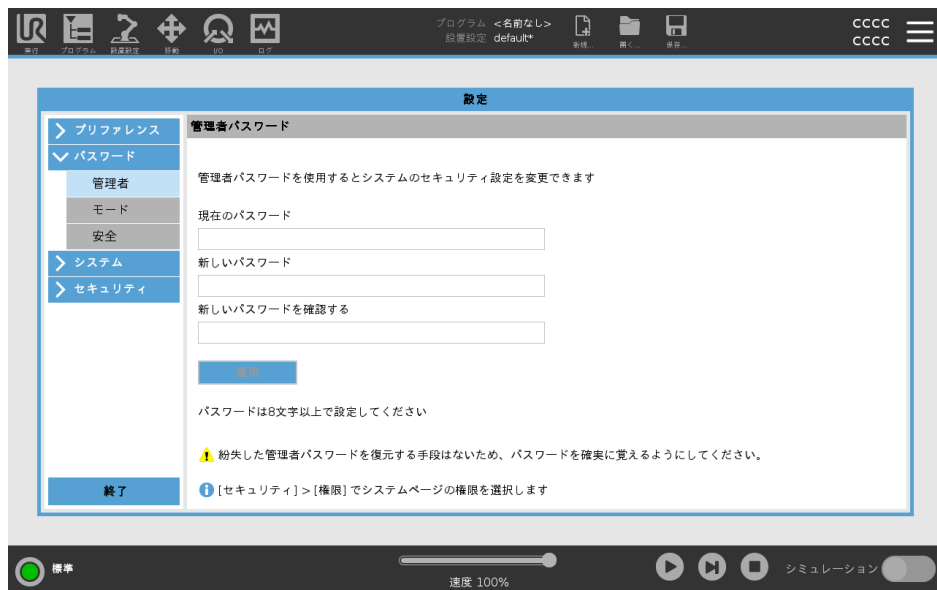 プログラム <名前なし>
設置設定 default*
cccc
cccc
実行
プログラム
設置設定
移動
I/O
ログ
新規...
開く...
保存...
設定
プリファレンス
パスワード
管理者
モード
安全
システム
セキュリティ
終了
管理者パスワード
管理者パスワードを使用するとシステムのセキュリティ設定を変更できます
現在のパスワード
新しいパスワード
新しいパスワードを確認する
適用
パスワードは8文字以上で設定してください
紛失した管理者パスワードを復元する手段はないため、パスワードを確実に覚えるようにしてください。
[セキュリティ] > [権限] でシステムページの権限を選択します
標準
速度 100%
シミュレーション